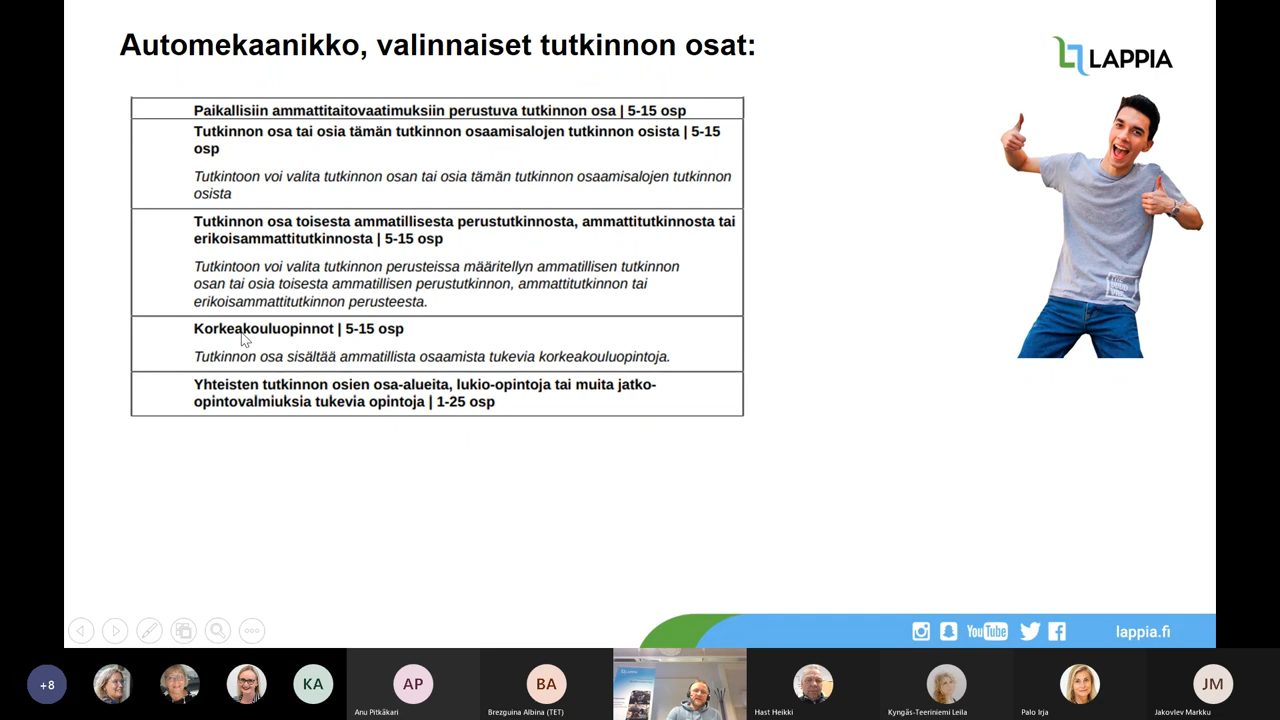 Automekaanikko, valinnaiset tutkinnon osat:
LAPPIA
Paikallisiin ammattitaitovaatimuksiin perustuva tutkinnon osa | 5-15 osp
Tutkinnon osa tai osia tämän tutkinnon osaamisalojen tutkinnon osista | 5-15
osp
Tutkintoon voi valita tutkinnon osan tai osia tämän tutkinnon osaamisalojen tutkinnon
osista
Tutkinnon osa toisesta ammatillisesta perustutkinnosta, ammattitutkinnosta tai
erikoisammattitutkinnosta | 5-15 osp
Tutkintoon voi valita tutkinnon perusteissa määritellyn ammatillisen tutkinnon
osan tai osia toisesta ammatillisen perustutkinnon, ammattitutkinnon tai
erikoisammattitutkinnon perusteesta.
Korkeakouluopinnot | 5-15 osp
Tutkinnon osa sisältää ammatillista osaamista tukevia korkeakouluopintoja.
Yhteisten tutkinnon osien osa-alueita, lukio-opintoja tai muita jatko-
opintovalmiuksia tukevia opintoja | 1-25 osp
YouTube
lappia.fi
+8
KA
AP
BA
JM
Anu Pitkäkari
Brezguina Albina (TET)
Hast Heikki
Kyngäs-Teeriniemi Leila
Palo Irja
Jakovlev Markku